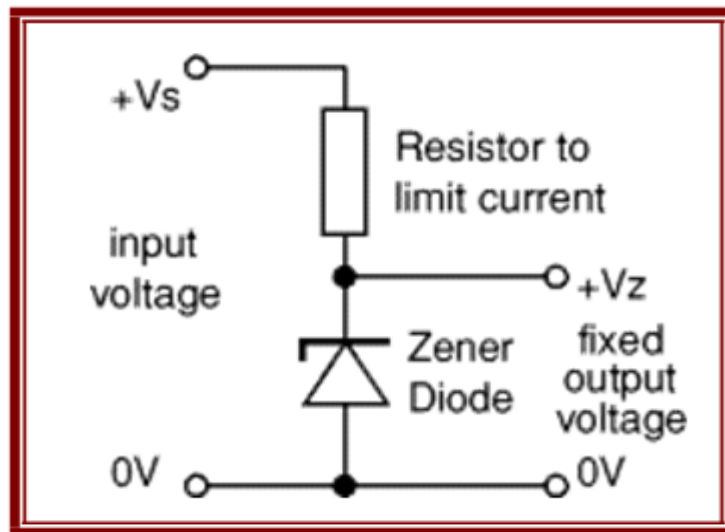 +Vs
Resistor to
limit current
input
voltage
+Vz
Zener
Diode
fixed
output
voltage
0V
0V